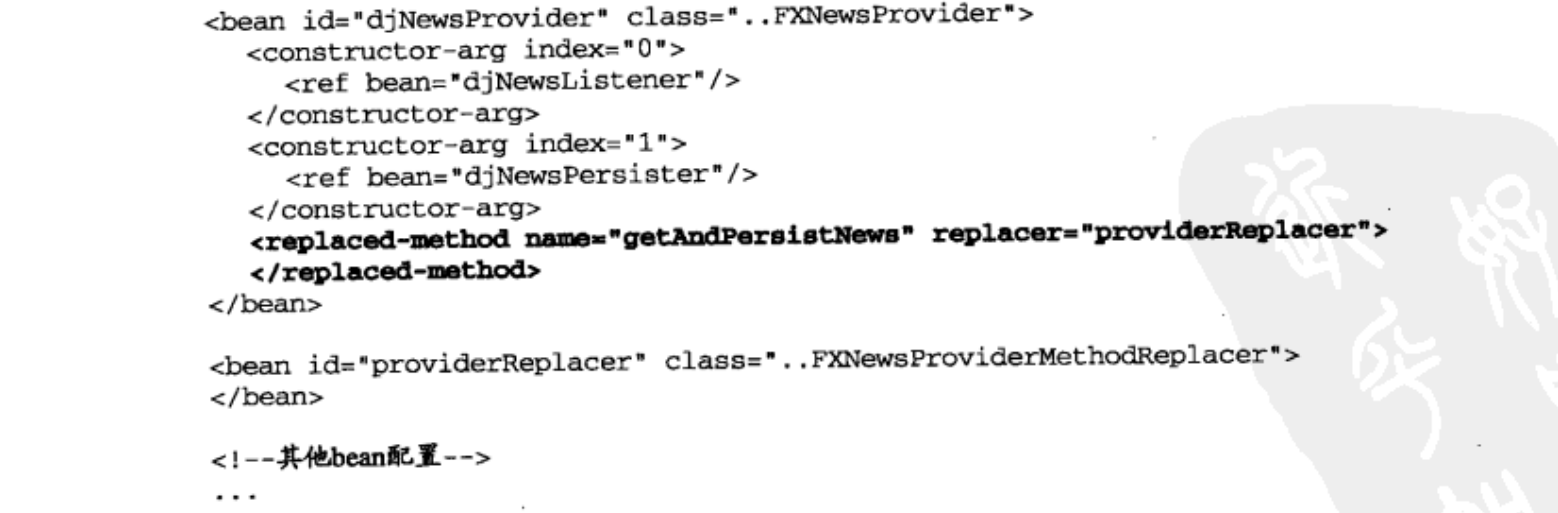 <bean id="djNewsProvider" class="..FXNewsProvider">
<constructor-arg index="0">
<ref bean="djNewsListener"/>
</constructor-arg>
<constructor-arg index="1">
<ref bean="djNewsPersister"/>
</constructor-arg>
<replaced-method name="getAndPersistNews" replacer="providerReplacer">
</replaced-method>
</bean>
<bean id="providerReplacer" class="..FXNewsProviderMethodReplacer">
</bean>
<!--其他bean配置-->
...